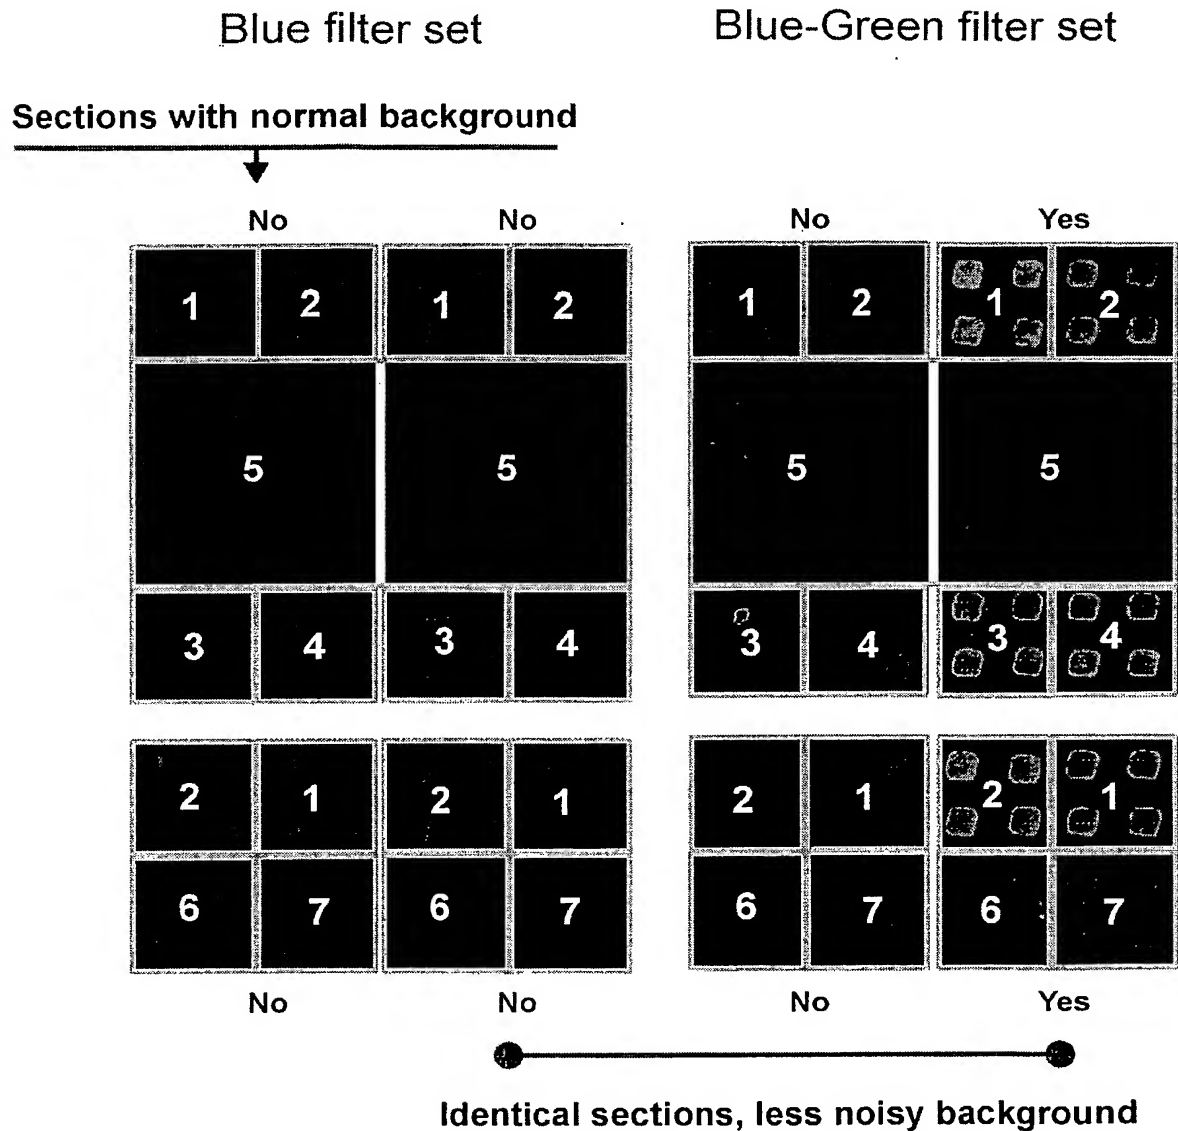 Blue filter set
Blue-Green filter set
Sections with normal background
No No No Yes
1 2 1 2 1 2 1 2
5 5 5 5
3 4 3 4 3 4 3 4
2 1 2 1 2 1 2 1
6 7 6 7 6 7 6 7
No No No Yes
Identical sections, less noisy background